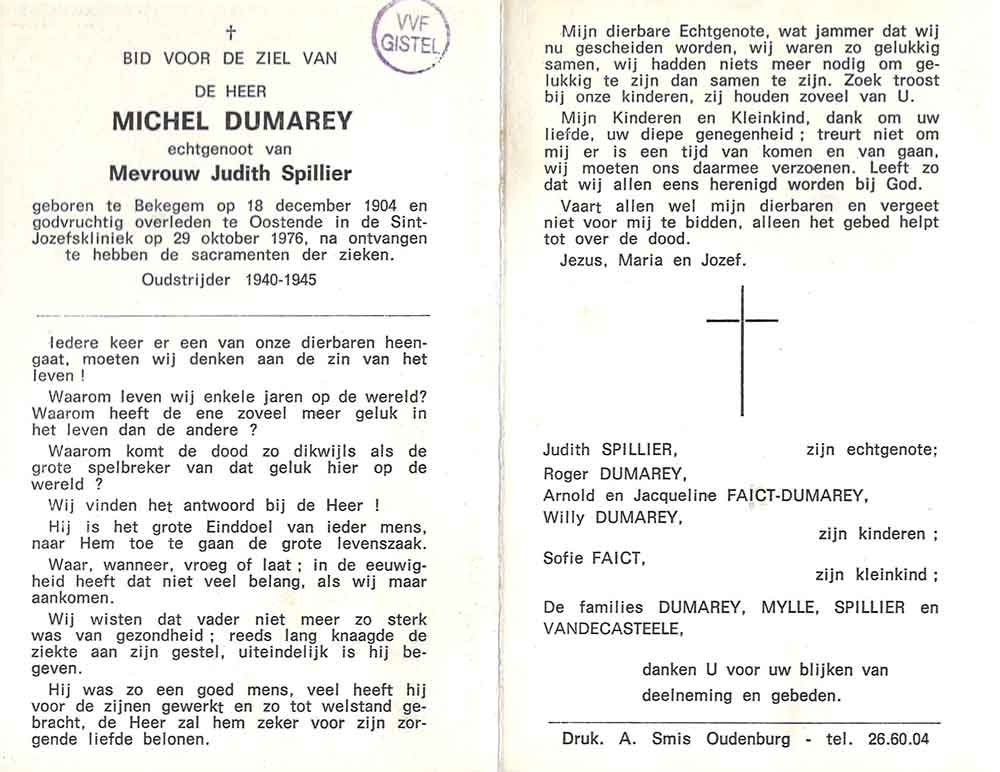 †
VVF
GISTEL
BID VOOR DE ZIEL VAN
DE HEER
MICHEL DUMAREY
echtgenoot van
Mevrouw Judith Spillier
geboren te Bekegem op 18 december 1904 en
godvruchtig overleden te Oostende in de Sint-
Jozefskliniek op 29 oktober 1976, na ontvangen
te hebben de sacramenten der zieken.
Oudstrijder 1940-1945
Iedere keer er een van onze dierbaren heen-
gaat, moeten wij denken aan de zin van het
leven !
Waarom leven wij enkele jaren op de wereld?
Waarom heeft de ene zoveel meer geluk in
het leven dan de andere ?
Waarom komt de dood zo dikwijls als de
grote spelbreker van dat geluk hier op de
wereld ?
Wij vinden het antwoord bij de Heer !
Hij is het grote Einddoel van ieder mens,
naar Hem toe te gaan de grote levenszaak.
Waar, wanneer, vroeg of laat ; in de eeuwig-
heid heeft dat niet veel belang, als wij maar
aankomen.
Wij wisten dat vader niet meer zo sterk
was van gezondheid ; reeds lang knaagde de
ziekte aan zijn gestel, uiteindelijk is hij be-
geven.
Hij was zo een goed mens, veel heeft hij
voor de zijnen gewerkt en zo tot welstand ge-
bracht, de Heer zal hem zeker voor zijn zor-
gende liefde belonen.
Mijn dierbare Echtgenote, wat jammer dat wij
nu gescheiden worden, wij waren zo gelukkig
samen, wij hadden niets meer nodig om ge-
lukkig te zijn dan samen te zijn. Zoek troost
bij onze kinderen, zij houden zoveel van U.
Mijn Kinderen en Kleinkind, dank om uw
liefde, uw diepe genegenheid ; treurt niet om
mij er is een tijd van komen en van gaan,
wij moeten ons daarmee verzoenen. Leeft zo
dat wij allen eens herenigd worden bij God.
Vaart allen wel mijn dierbaren en vergeet
niet voor mij te bidden, alleen het gebed helpt
tot over de dood.
Jezus, Maria en Jozef.
Judith SPILLIER, zijn echtgenote;
Roger DUMAREY,
Arnold en Jacqueline FAICT-DUMAREY,
Willy DUMAREY,
zijn kinderen ;
Sofie FAICT,
zijn kleinkind ;
De families DUMAREY, MYLLE, SPILLIER en
VANDECASTEELE,
danken U voor uw blijken van
deelneming en gebeden.
Druk. A. Smis Oudenburg - tel. 26.60.04